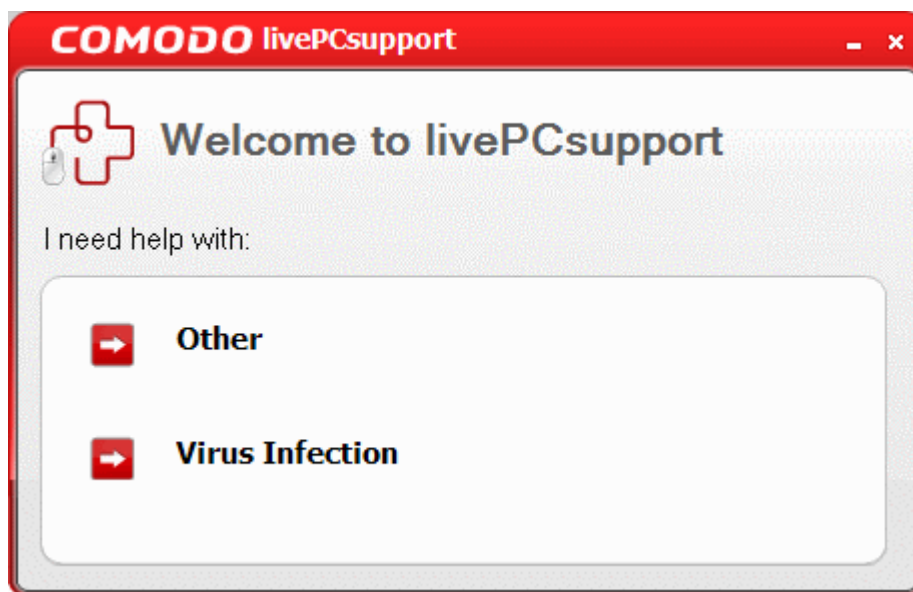 COMODO livePCsupport
Welcome to livePCsupport
I need help with:
Other
Virus Infection